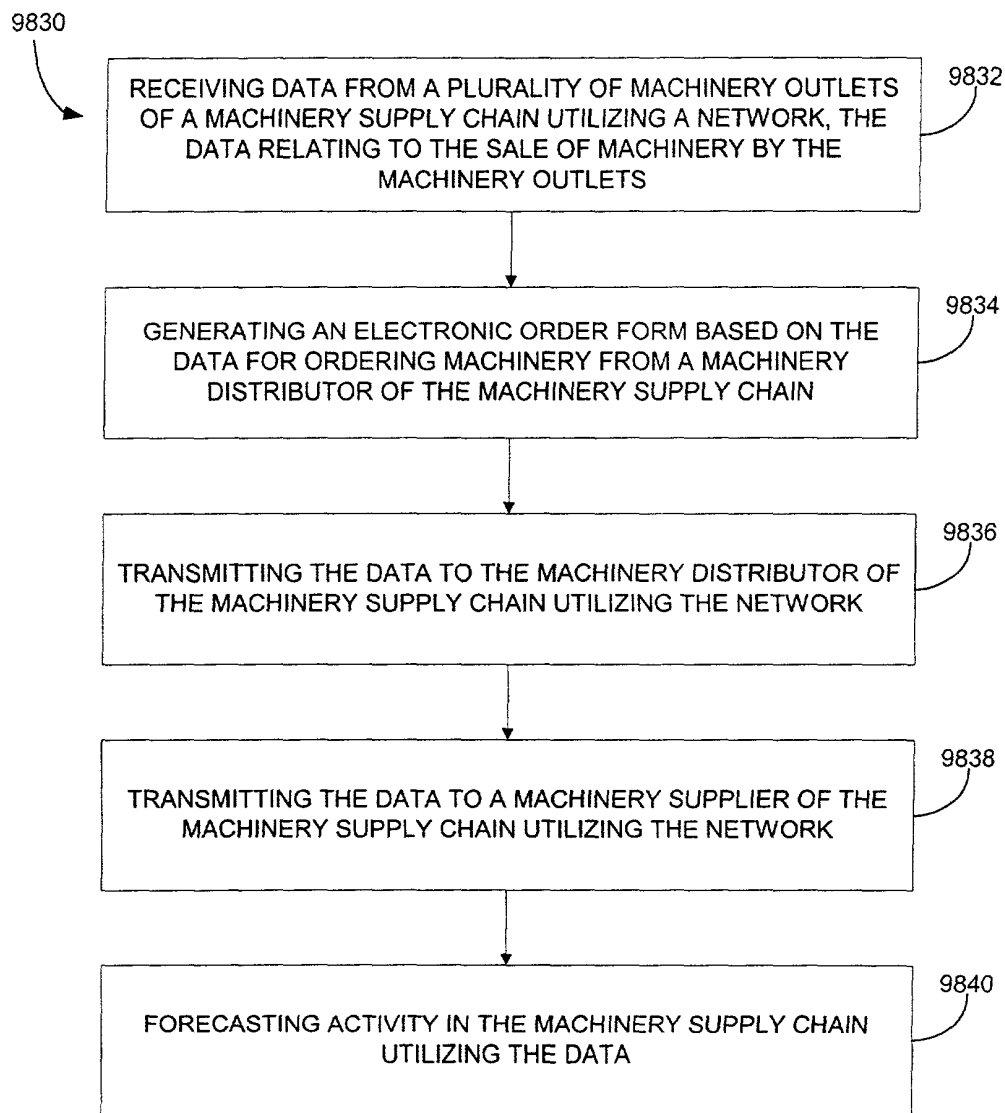 9830
RECEIVING DATA FROM A PLURALITY OF MACHINERY OUTLETS
OF A MACHINERY SUPPLY CHAIN UTILIZING A NETWORK, THE
DATA RELATING TO THE SALE OF MACHINERY BY THE
MACHINERY OUTLETS
9832
GENERATING AN ELECTRONIC ORDER FORM BASED ON THE
DATA FOR ORDERING MACHINERY FROM A MACHINERY
DISTRIBUTOR OF THE MACHINERY SUPPLY CHAIN
9834
TRANSMITTING THE DATA TO THE MACHINERY DISTRIBUTOR OF
THE MACHINERY SUPPLY CHAIN UTILIZING THE NETWORK
9836
TRANSMITTING THE DATA TO A MACHINERY SUPPLIER OF THE
MACHINERY SUPPLY CHAIN UTILIZING THE NETWORK
9838
FORECASTING ACTIVITY IN THE MACHINERY SUPPLY CHAIN
UTILIZING THE DATA
9840